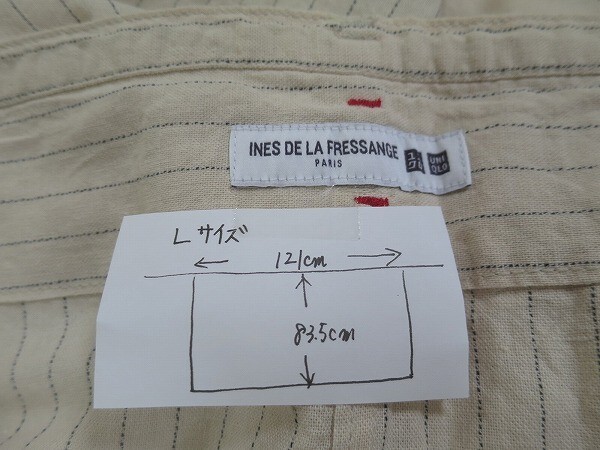 INES DE LA FRESSANGE
PARIS
ユニ
クロ
UNI
QLO
Lサイズ
121cm
83.5cm